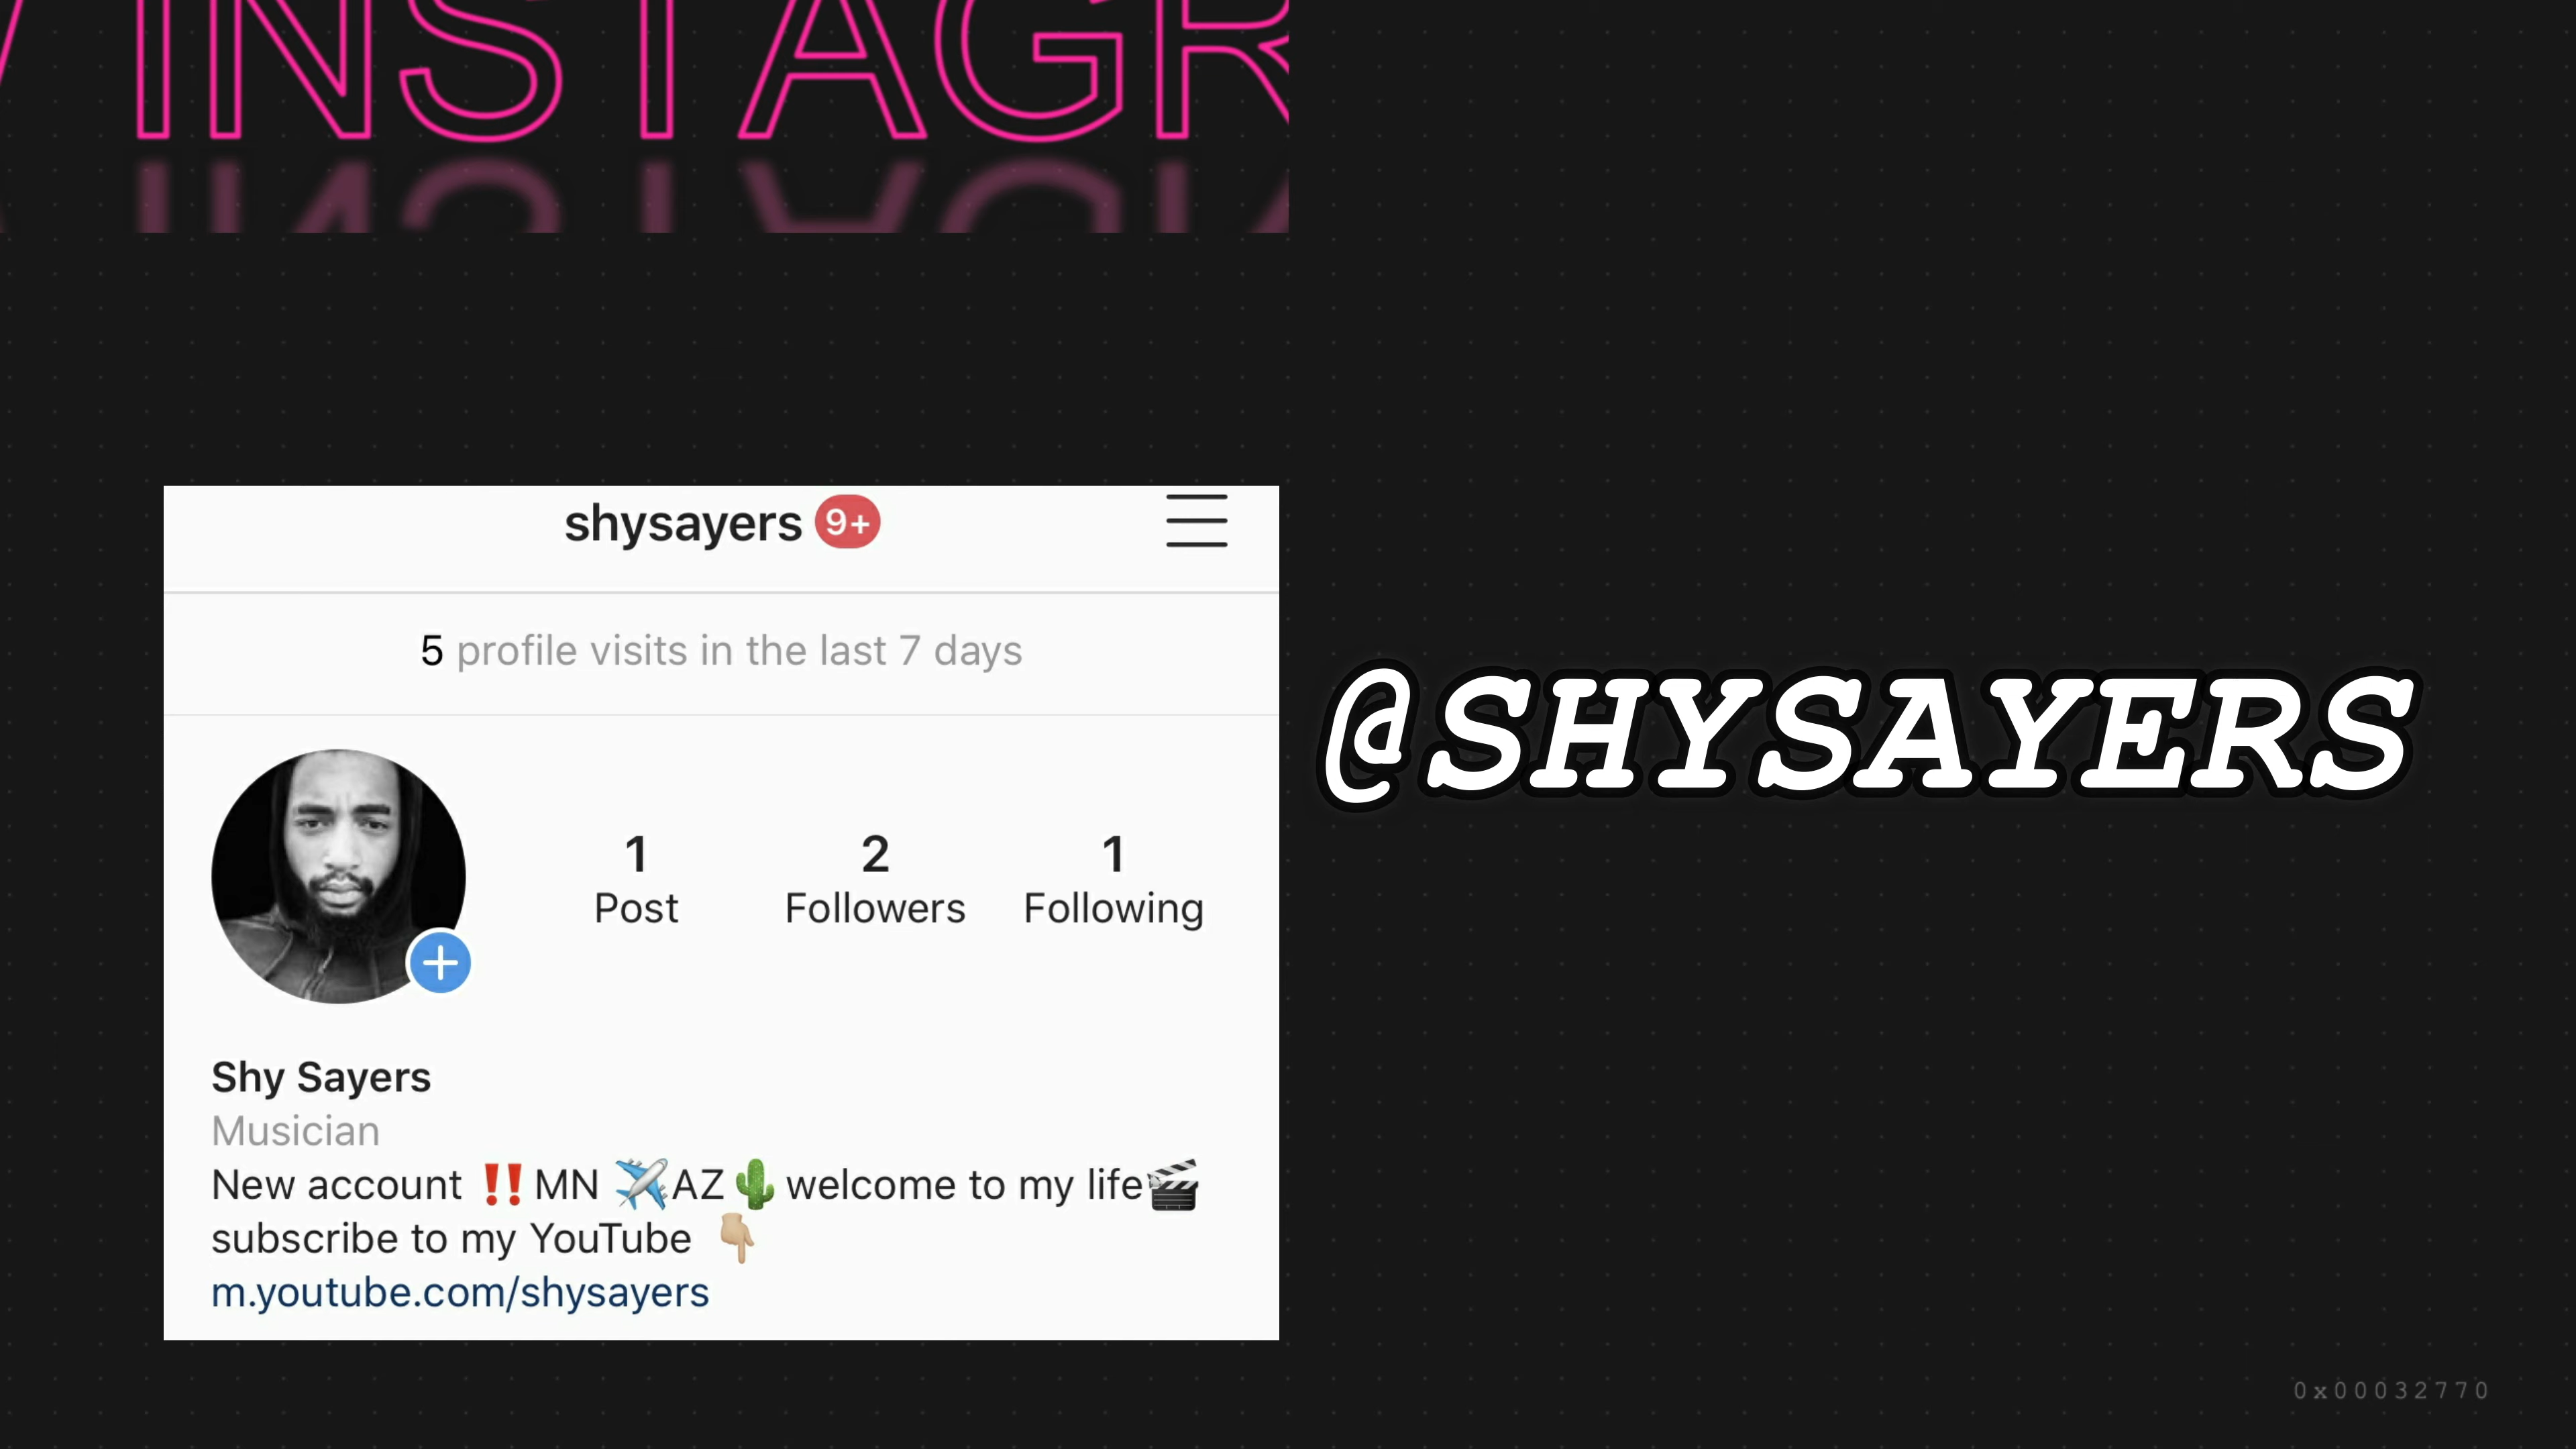 INSTAGR
shysayers 9+
5 profile visits in the last 7 days
1 2 1
Post Followers Following
@SHYSAYERS
Shy Sayers
Musician
New account ‼️MN ✈️AZ🌵welcome to my life🎬
subscribe to my YouTube 👇🏼
m.youtube.com/shysayers
0x00032770